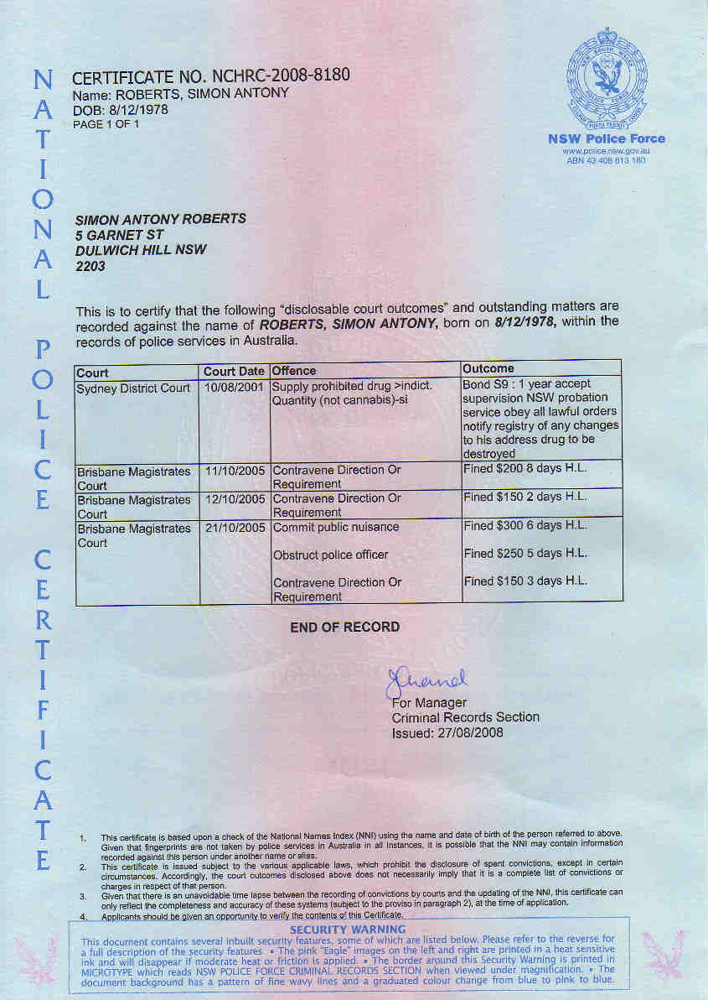 NATIONAL POLICE CERTIFICATE
CERTIFICATE NO. NCHRC-2008-8180
Name: ROBERTS, SIMON ANTONY
DOB: 8/12/1978
PAGE 1 OF 1
NEW SOUTH WALES
POLICE FORCE
NSW Police Force
www.police.nsw.gov.au
ABN 43 408 613 180
SIMON ANTONY ROBERTS
5 GARNET ST
DULWICH HILL NSW
2203
This is to certify that the following "disclosable court outcomes" and outstanding matters are
recorded against the name of ROBERTS, SIMON ANTONY, born on 8/12/1978, within the
records of police services in Australia.
Court Court Date Offence Outcome
Sydney District Court 10/08/2001 Supply prohibited drug >indict. Bond S9 : 1 year accept
Quantity (not cannabis)-si supervision NSW probation
service obey all lawful orders
notify registry of any changes
to his address drug to be
destroyed
Brisbane Magistrates 11/10/2005 Contravene Direction Or Fined $200 8 days H.L.
Court Requirement
Brisbane Magistrates 12/10/2005 Contravene Direction Or Fined $150 2 days H.L.
Court Requirement
Brisbane Magistrates 21/10/2005 Commit public nuisance Fined $300 6 days H.L.
Court
Obstruct police officer Fined $250 5 days H.L.
Contravene Direction Or Fined $150 3 days H.L.
Requirement
END OF RECORD
For Manager
Criminal Records Section
Issued: 27/08/2008
1. This certificate is based upon a check of the National Names Index (NNI) using the name and date of birth of the person referred to above.
Given that fingerprints are not taken by police services in Australia in all instances, it is possible that the NNI may contain information
recorded against this person under another name or alias.
2. This certificate is issued subject to the various applicable laws, which prohibit the disclosure of spent convictions, except in certain
circumstances. Accordingly, the court outcomes disclosed above does not necessarily imply that it is a complete list of convictions or
charges in respect of that person.
3. Given that there is an unavoidable time lapse between the recording of convictions by courts and the updating of the NNI, this certificate can
only reflect the completeness and accuracy of these systems (subject to the proviso in paragraph 2), at the time of application.
4. Applicants should be given an opportunity to verify the contents of this Certificate.
SECURITY WARNING
This document contains several inbuilt security features, some of which are listed below. Please refer to the reverse for
a full description of the security features • The pink "Eagle" images on the left and right are printed in a heat sensitive
ink and will disappear if moderate heat or friction is applied. • The border around this Security Warning is printed in
MICROTYPE which reads NSW POLICE FORCE CRIMINAL RECORDS SECTION when viewed under magnification. • The
document background has a pattern of fine wavy lines and a graduated colour change from blue to pink to blue.